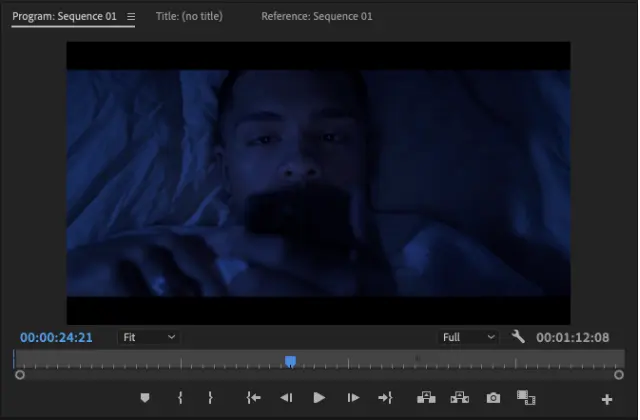 Program: Sequence 01
Title: (no title)
Reference: Sequence 01
00:00:24:21
Fit
Full
00:01:12:08